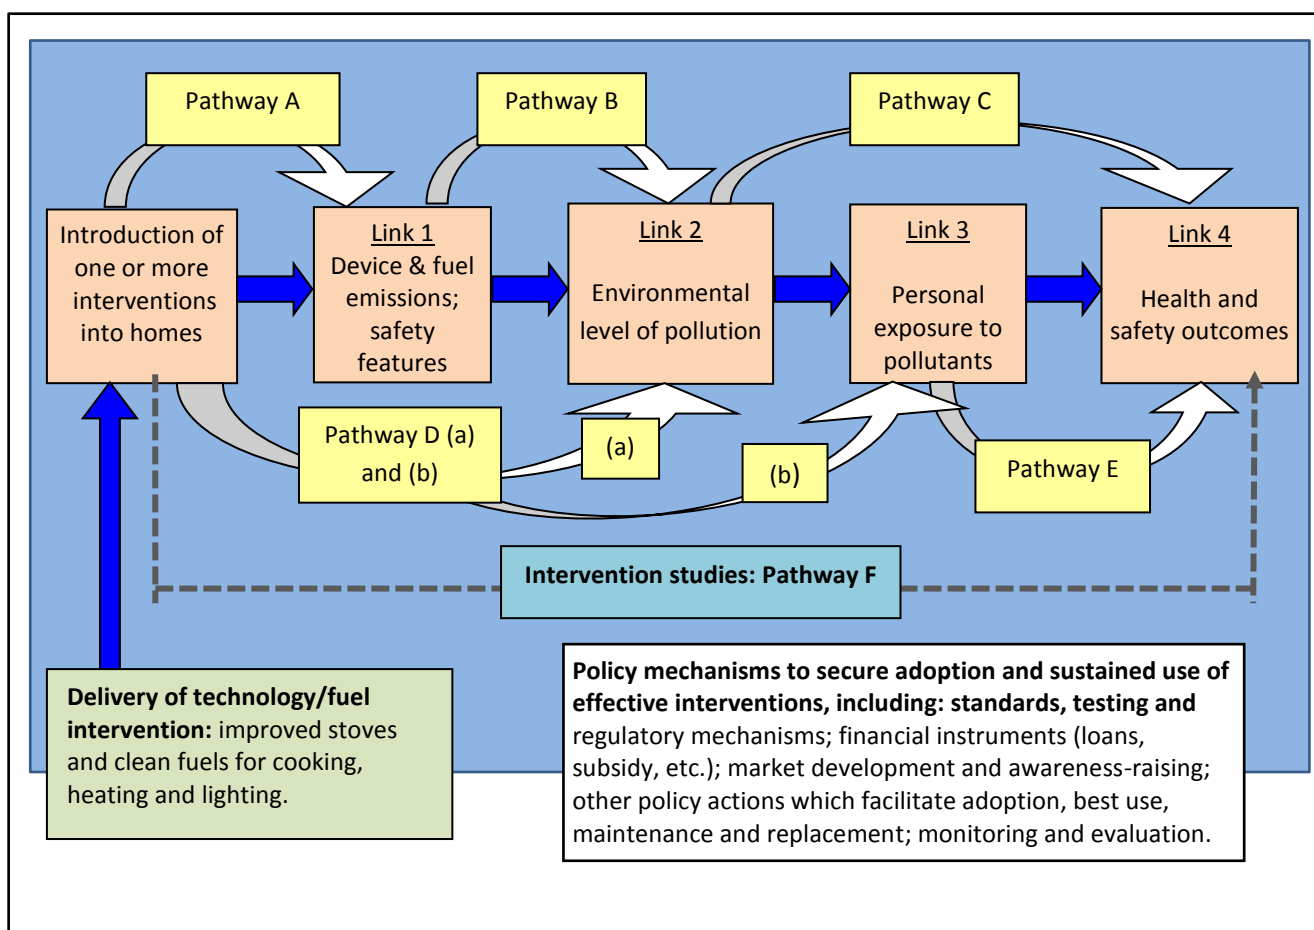 Pathway A
Pathway B
Pathway C
Introduction of
one or more
interventions
into homes
Link 1
Device & fuel
emissions;
safety
features
Link 2
Environmental
level of pollution
Link 3
Personal
exposure to
pollutants
Link 4
Health and
safety outcomes
Pathway D (a)
and (b)
(a)
(b)
Pathway E
Intervention studies: Pathway F
Delivery of technology/fuel
intervention: improved stoves
and clean fuels for cooking,
heating and lighting.
Policy mechanisms to secure adoption and sustained use of
effective interventions, including: standards, testing and
regulatory mechanisms; financial instruments (loans,
subsidy, etc.); market development and awareness-raising;
other policy actions which facilitate adoption, best use,
maintenance and replacement; monitoring and evaluation.